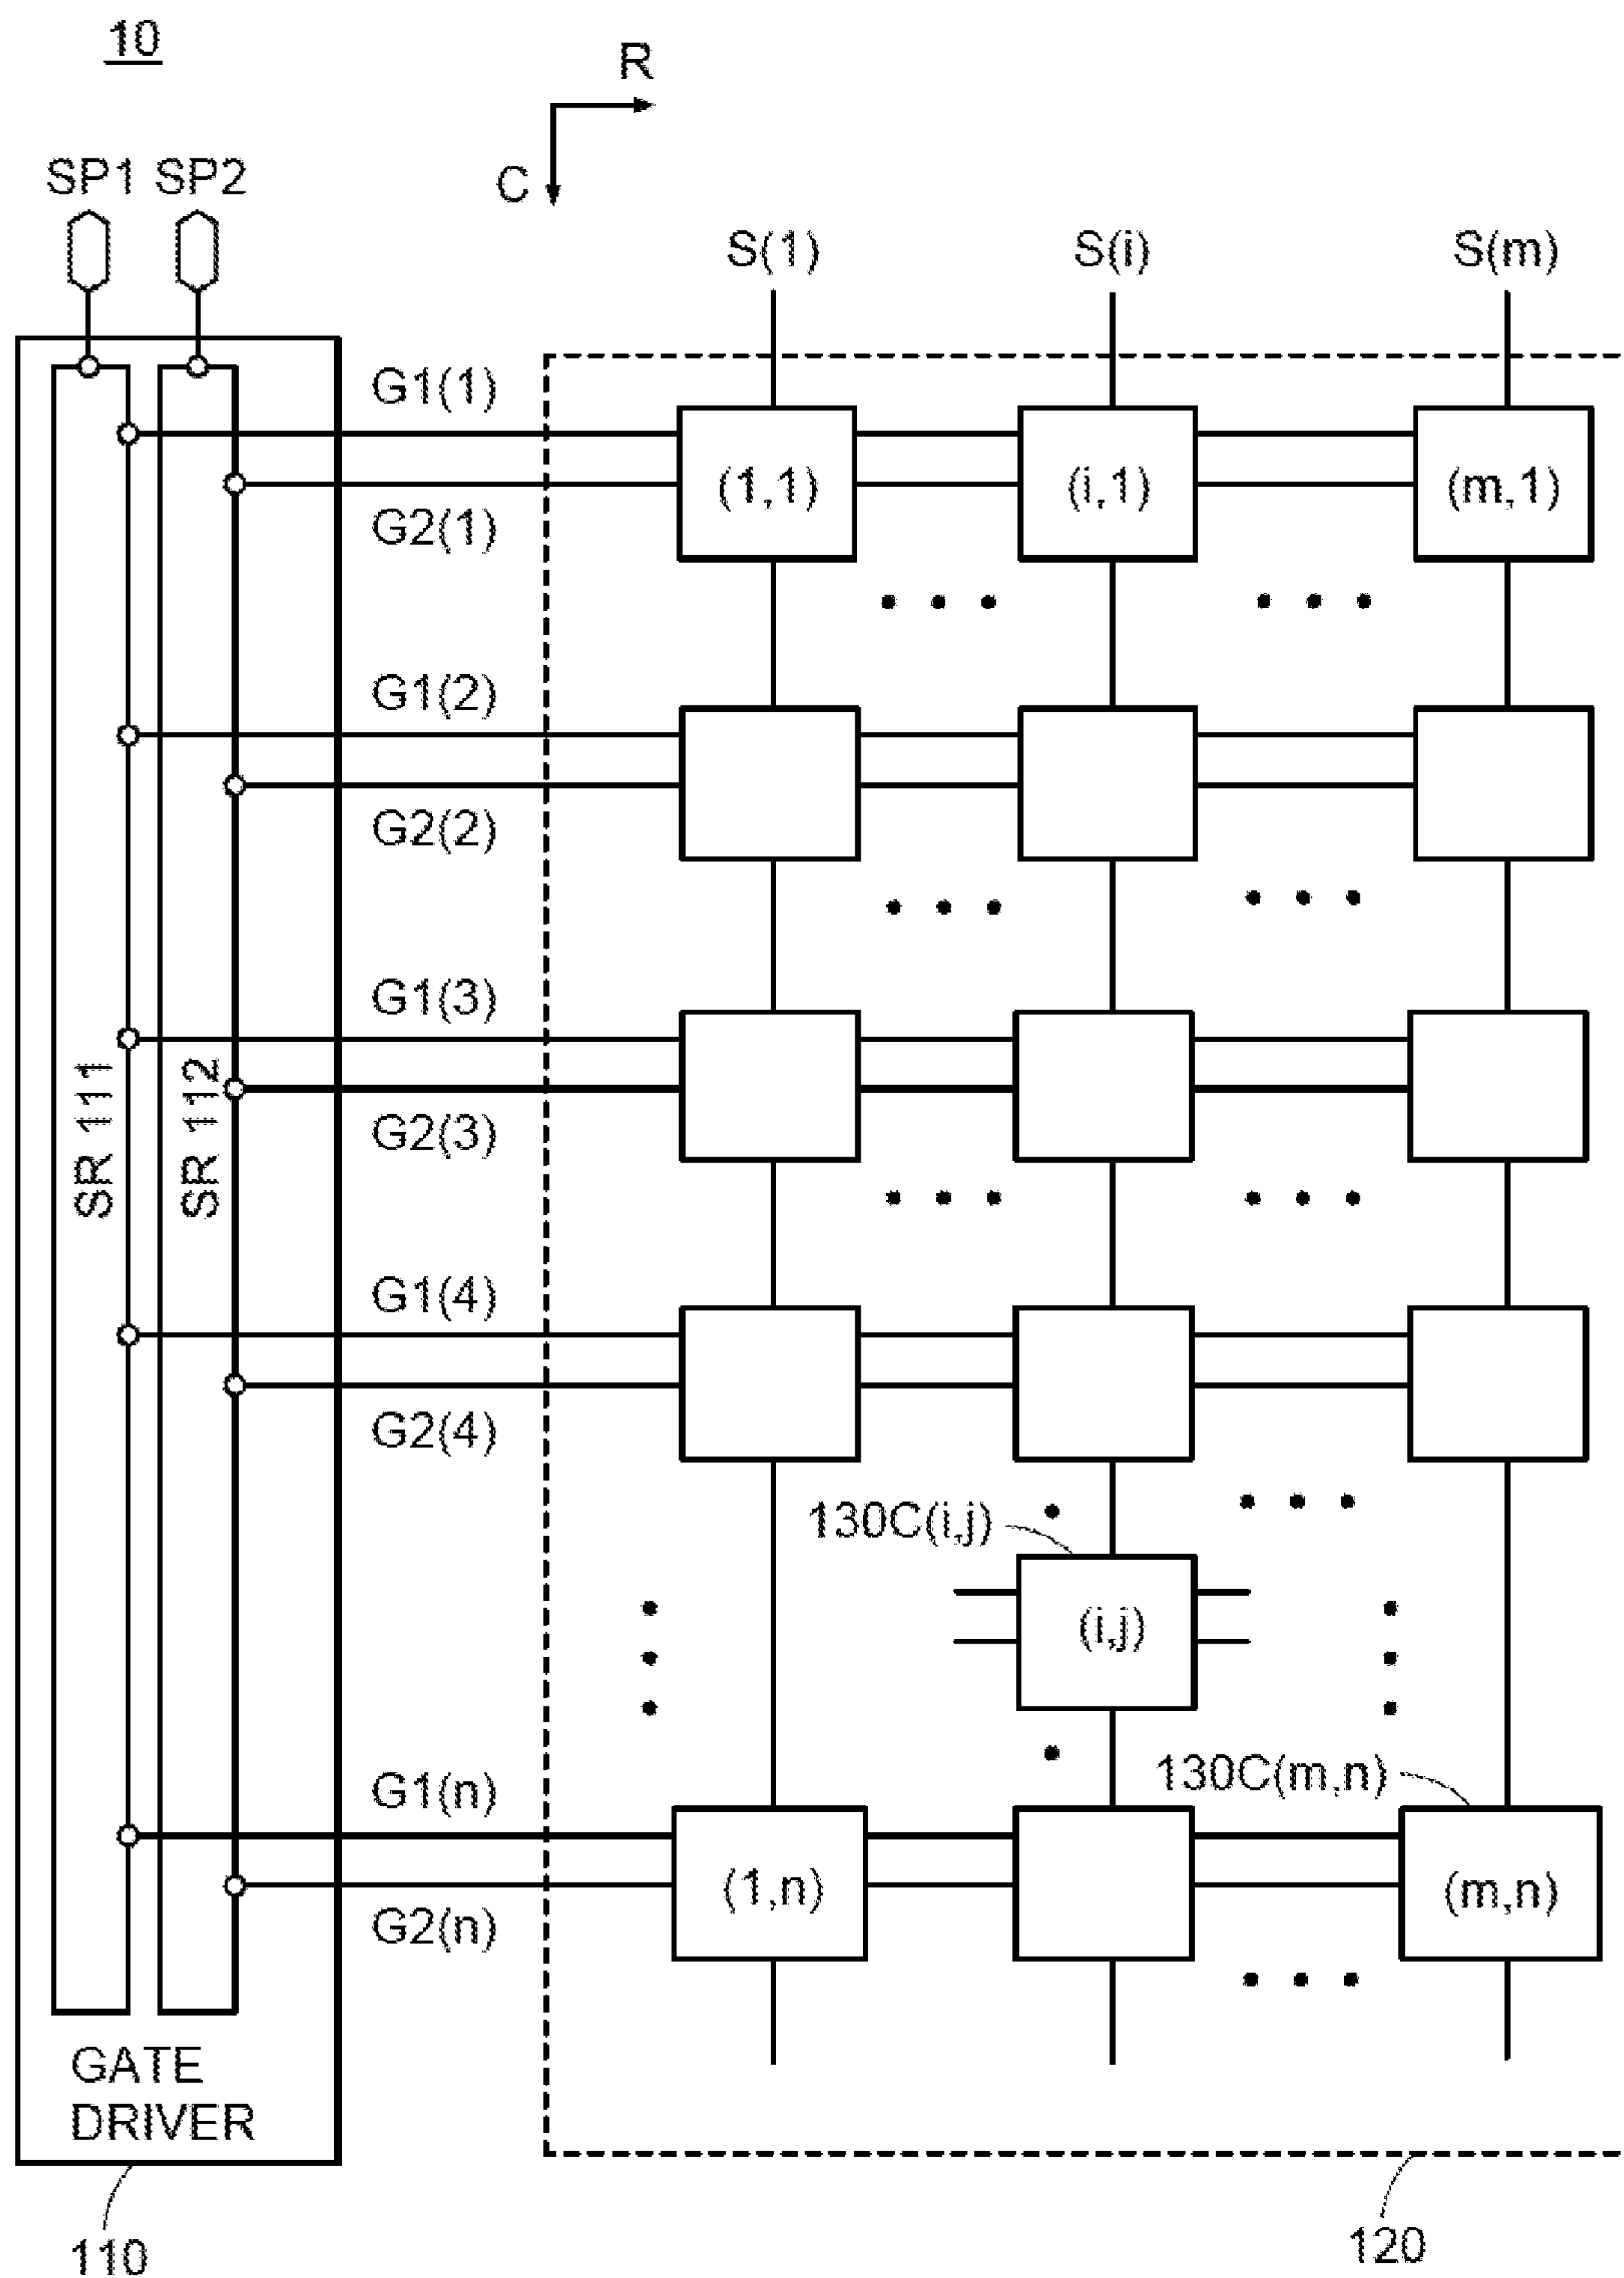 10
R
C
SP1 SP2
S(1) S(i) S(m)
G1(1)
(1,1) (i,1) (m,1)
G2(1)
G1(2)
G2(2)
G1(3)
SR 111
SR 112
G2(3)
G1(4)
G2(4)
130C(i,j)
(i,j)
130C(m,n)
G1(n)
(1,n) (m,n)
G2(n)
GATE
DRIVER
110
120